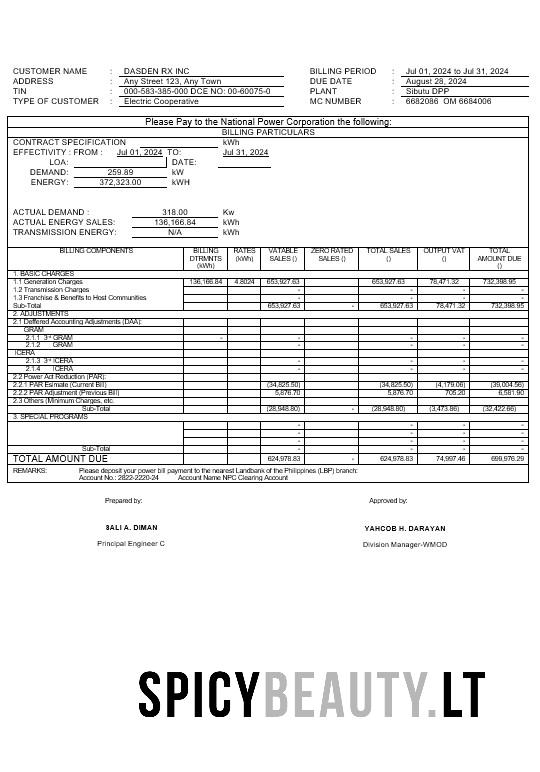 CUSTOMER NAME : DASDEN RX INC BILLING PERIOD : Jul 01, 2024 to Jul 31, 2024
ADDRESS : Any Street 123, Any Town DUE DATE : August 28, 2024
TIN : 000-583-385-000 DCE NO: 00-60075-0 PLANT : Sibutu DPP
TYPE OF CUSTOMER : Electric Cooperative MC NUMBER : 6682086 OM 6684006
Please Pay to the National Power Corporation the following:
BILLING PARTICULARS
CONTRACT SPECIFICATION kWh
EFFECTIVITY : FROM : Jul 01, 2024 TO: Jul 31, 2024
LOA: DATE:
DEMAND: 259.89 kW
ENERGY: 372,323.00 kWH
ACTUAL DEMAND : 318.00 Kw
ACTUAL ENERGY SALES: 136,166.84 kWh
TRANSMISSION ENERGY: N/A kWh
BILLING COMPONENTS BILLING DTRMNTS (kWh) RATES (kWh) VATABLE SALES () ZERO RATED SALES () TOTAL SALES () OUTPUT VAT () TOTAL AMOUNT DUE ()
1. BASIC CHARGES
1.1 Generation Charges 136,166.84 4.8024 653,927.63 653,927.63 78,471.32 732,398.95
1.2 Transmission Charges - - - -
1.3 Franchise & Benefits to Host Communities - - - -
Sub-Total 653,927.63 - 653,927.63 78,471.32 732,398.95
2. ADJUSTMENTS
2.1 Deffered Accounting Adjustments (DAA):
GRAM
2.1.1 3rd GRAM - - - - -
2.1.2 GRAM - - - -
ICERA
2.1.3 3rd ICERA - - - -
2.1.4 ICERA - - - -
2.2 Power Act Reduction (PAR):
2.2.1 PAR Esimate (Current Bill) (34,825.50) (34,825.50) (4,179.06) (39,004.56)
2.2.2 PAR Adjustment (Previous Bill) 5,876.70 5,876.70 705.20 6,581.90
2.3 Others (Minimum Charges, etc.
Sub-Total (28,948.80) - (28,948.80) (3,473.86) (32,422.66)
3. SPECIAL PROGRAMS
- - - -
- - - -
- - - -
Sub-Total - - - -
TOTAL AMOUNT DUE 624,978.83 - 624,978.83 74,997.46 699,976.29
REMARKS: Please deposit your power bill payment to the nearest Landbank of the Philippines (LBP) branch:
Account No.: 2822-2220-24 Account Name NPC Clearing Account
Prepared by: Approved by:
SALI A. DIMAN YAHCOB H. DARAYAN
Principal Engineer C Division Manager-WMOD
SPICYBEAUTY.LT